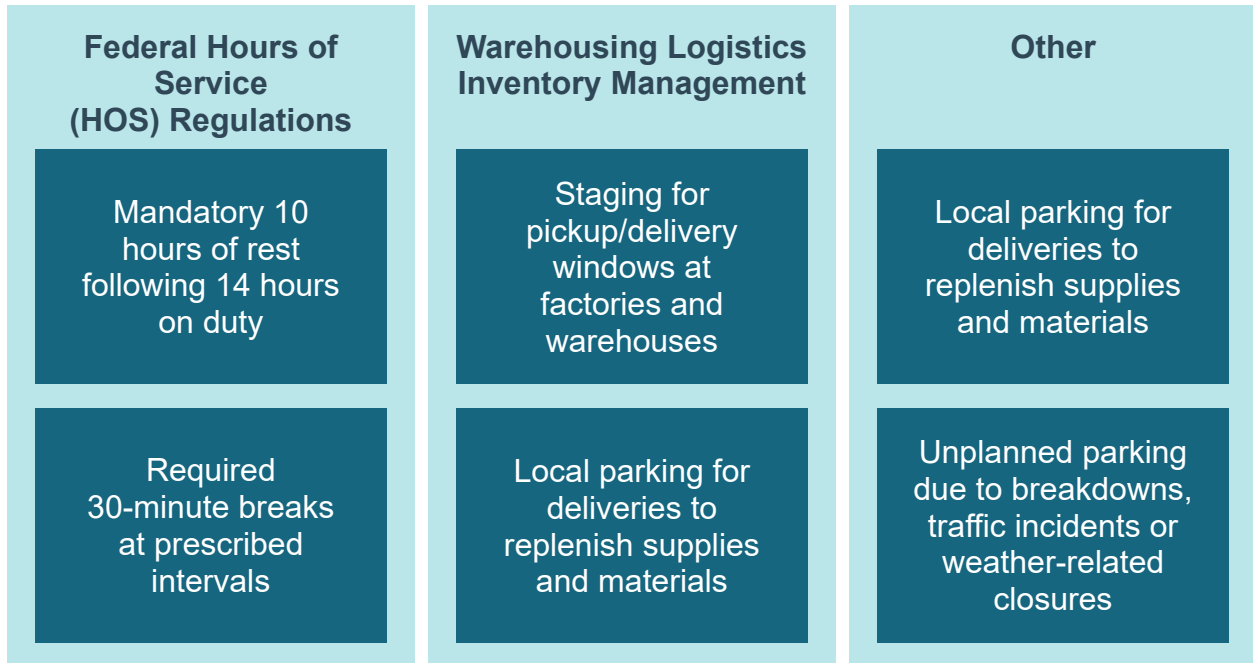 Federal Hours of
Service
(HOS) Regulations
Mandatory 10
hours of rest
following 14 hours
on duty
Required
30-minute breaks
at prescribed
intervals
Warehousing Logistics
Inventory Management
Staging for
pickup/delivery
windows at
factories and
warehouses
Local parking for
deliveries to
replenish supplies
and materials
Other
Local parking for
deliveries to
replenish supplies
and materials
Unplanned parking
due to breakdowns,
traffic incidents or
weather-related
closures